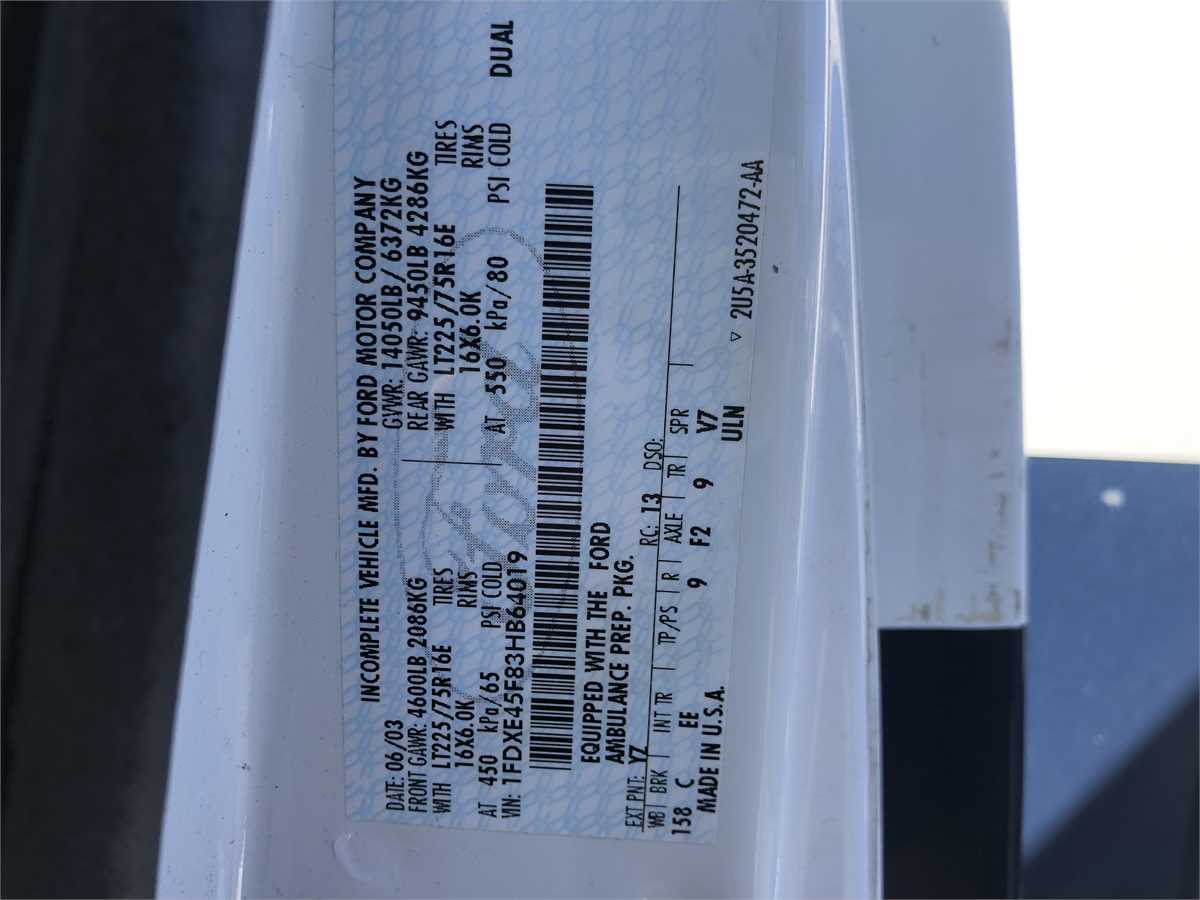 INCOMPLETE VEHICLE MFD. BY FORD MOTOR COMPANY
DATE: 06/03 GVWR: 14050LB / 6372KG
FRONT GAWR: 4600LB 2086KG REAR GAWR: 9450LB 4286KG
WITH LT225/75R16E TIRES WITH LT225/75R16E TIRES
16X6.0K RIMS 16X6.0K RIMS
AT 450 kPa/65 PSI COLD AT 550 kPa/80 PSI COLD DUAL
VIN: 1FDXE45F83HB64019
Ford
EQUIPPED WITH THE FORD
AMBULANCE PREP. PKG.
EXT PNT: YZ RC: 13 DSO:
WB BRK INT TR TP/PS R AXLE TR SPR
158 C EE 9 F2 9 V7
MADE IN U.S.A. ULN
▽ 2U5A-3520472-AA